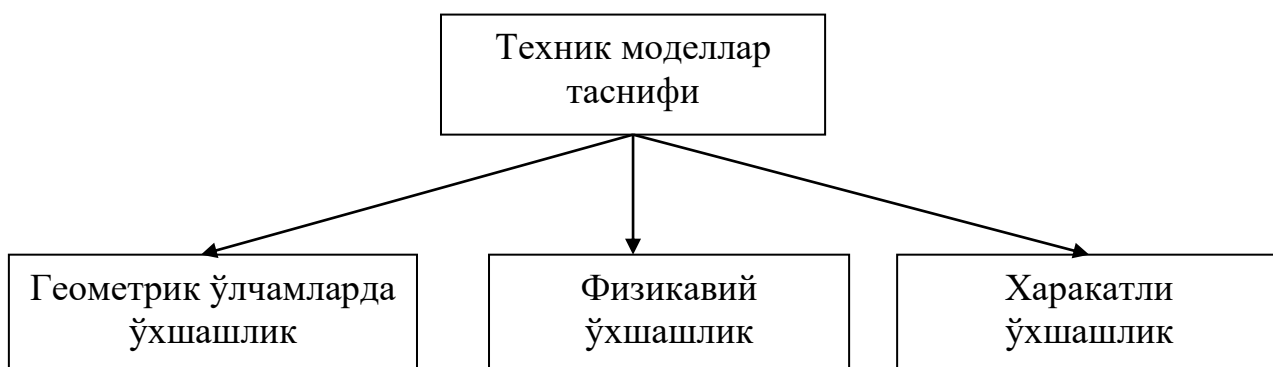 Техник моделлар
таснифи
Геометрик ўлчамларда
ўхшашлик
Физикавий
ўхшашлик
Харакатли
ўхшашлик